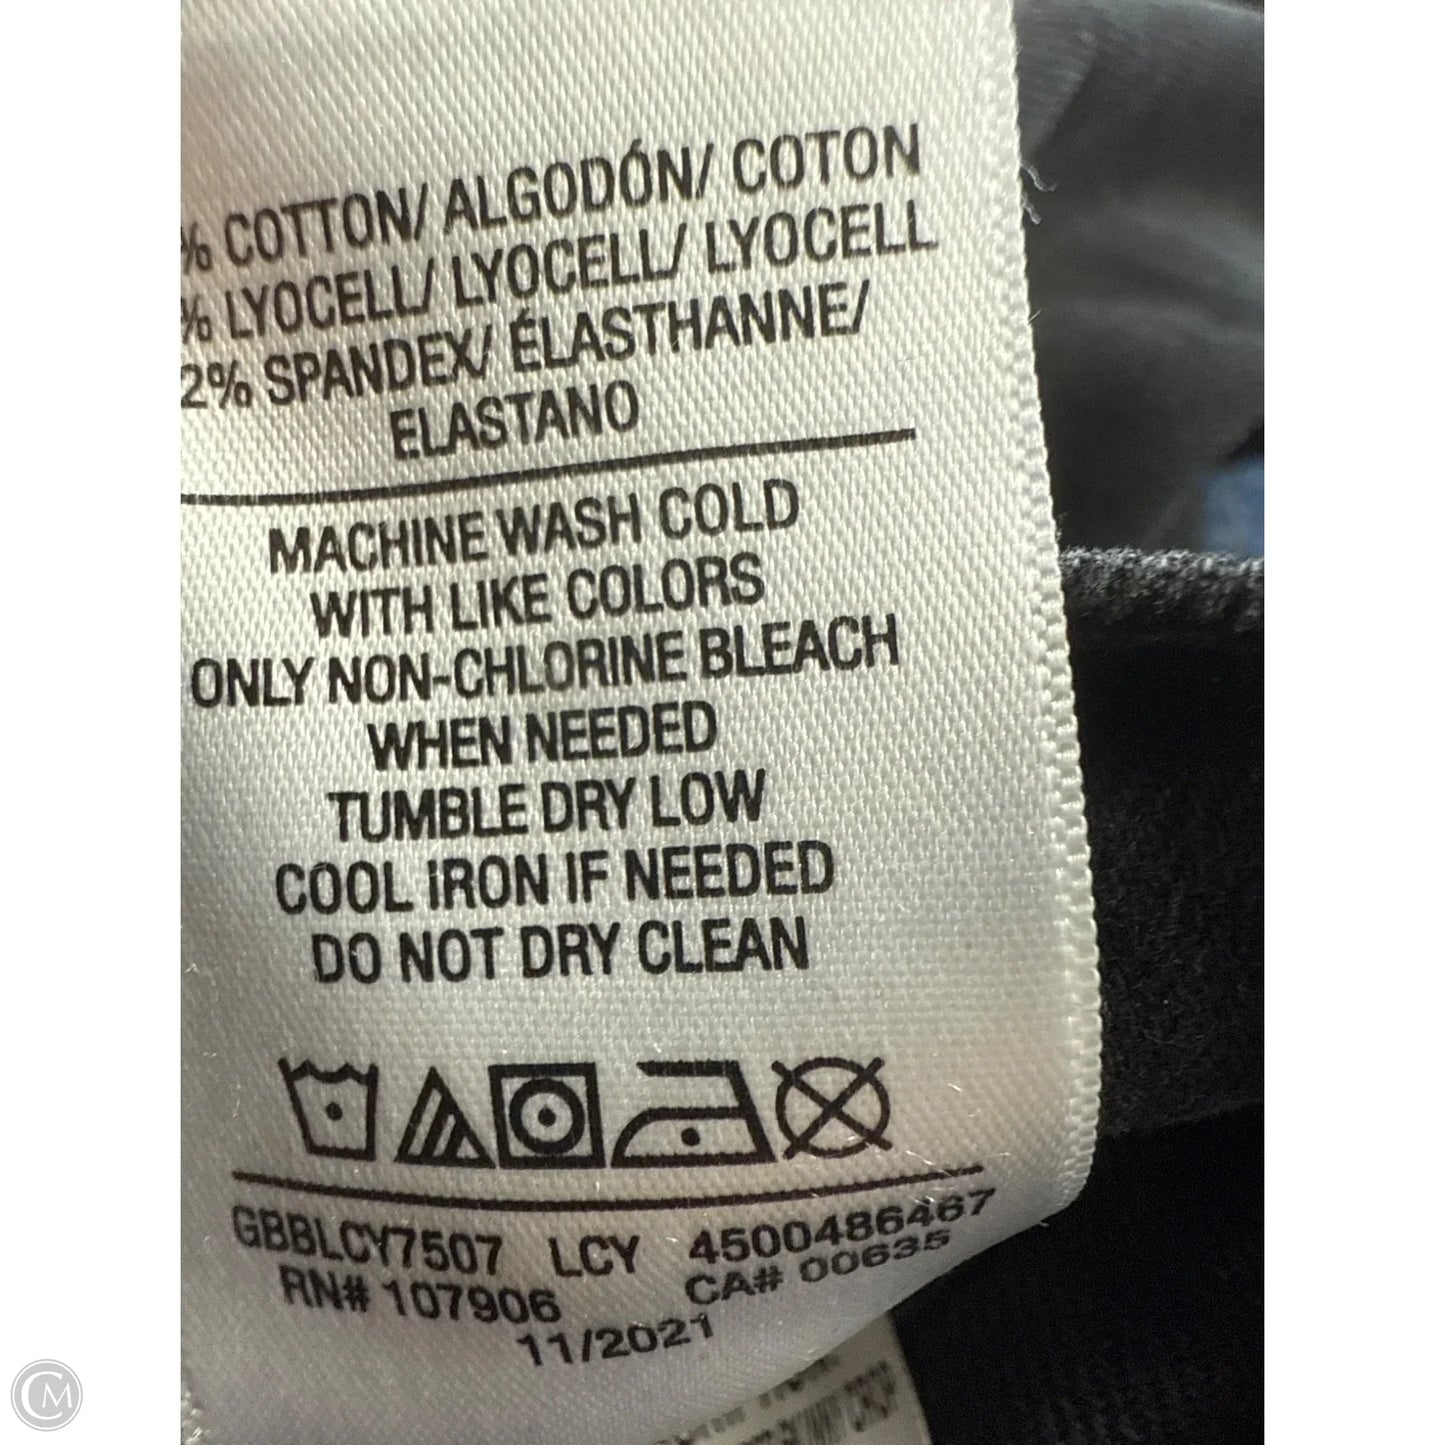 % COTTON/ ALGODÓN/ COTON
% LYOCELL/ LYOCELL/ LYOCELL
2% SPANDEX/ ÉLASTHANNE/
ELASTANO
MACHINE WASH COLD
WITH LIKE COLORS
ONLY NON-CHLORINE BLEACH
WHEN NEEDED
TUMBLE DRY LOW
COOL iRON IF NEEDED
DO NOT DRY CLEAN
GBBLCY7507 LCY 4500486467
RN# 107906 CA# 00635
11/2021
CM